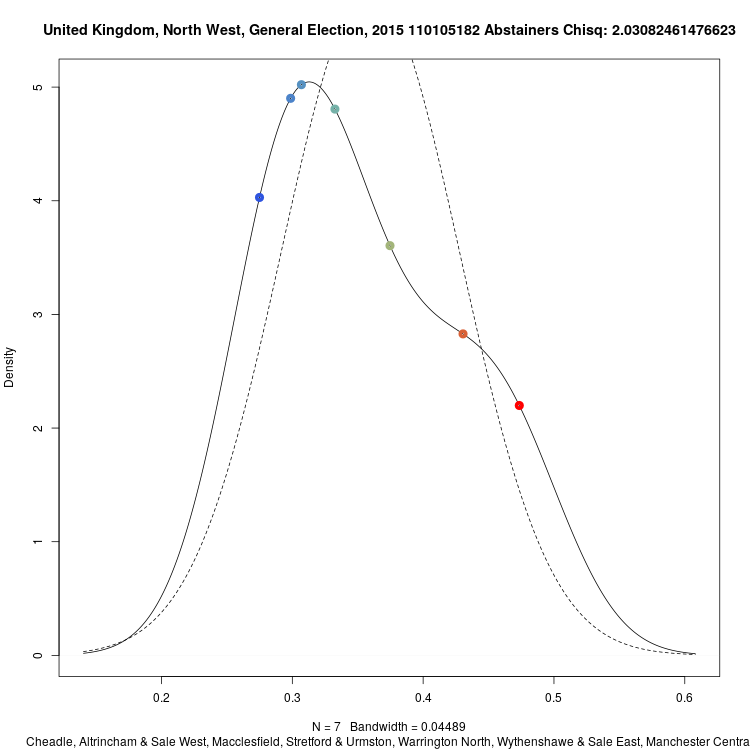 United Kingdom, North West, General Election, 2015 110105182 Abstainers Chisq: 2.03082461476623
5
4
3
2
1
0
Density
0.2 0.3 0.4 0.5 0.6
N = 7 Bandwidth = 0.04489
Cheadle, Altrincham & Sale West, Macclesfield, Stretford & Urmston, Warrington North, Wythenshawe & Sale East, Manchester Centra